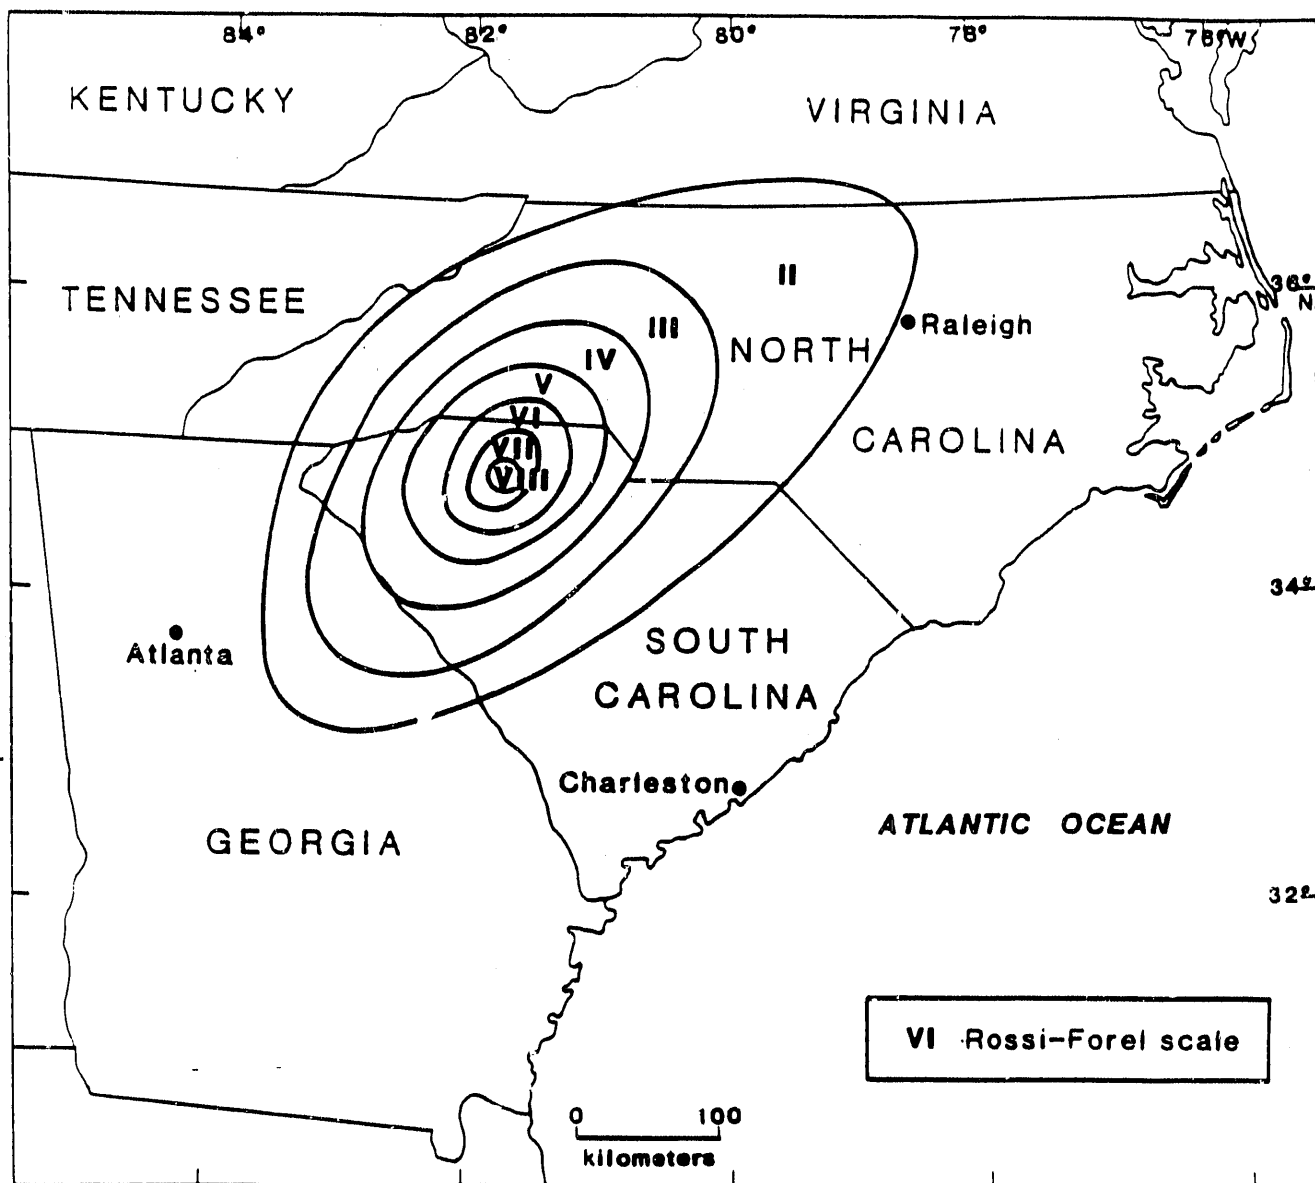 84° 82° 80° 78° 76°W
KENTUCKY
VIRGINIA
II
36°
N
TENNESSEE
III
Raleigh
NORTH
IV
V
VI
CAROLINA
VII
VIII
34°
Atlanta
SOUTH
CAROLINA
Charleston
ATLANTIC OCEAN
GEORGIA
32°
VI Rossi-Forel scale
0 100
kilometers